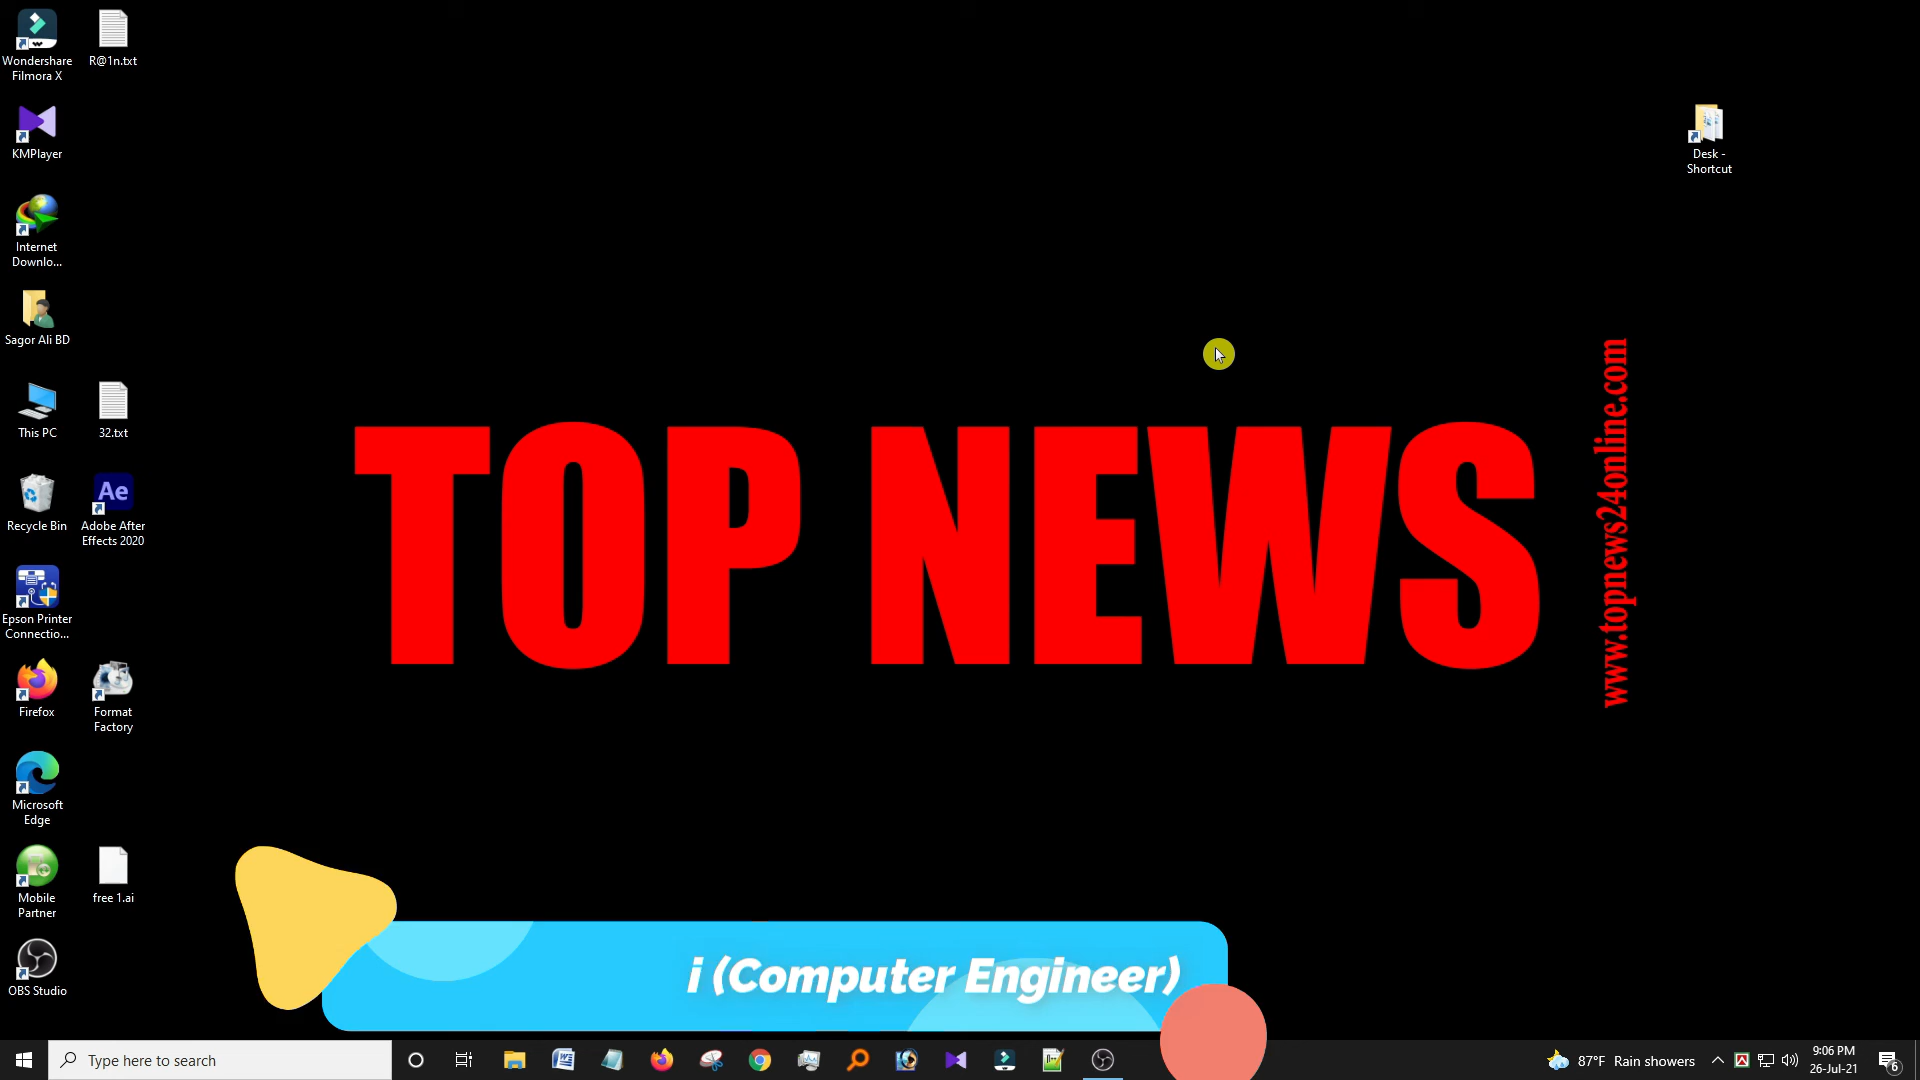 Wondershare
Filmora X
R@1n.txt
KMPlayer
Desk -
Shortcut
Internet
Downlo...
Sagor Ali BD
This PC
32.txt
Recycle Bin
Ae
Adobe After
Effects 2020
TOP NEWS
www.topnews24online.com
Epson Printer
Connectio...
Firefox
Format
Factory
Microsoft
Edge
Mobile
Partner
free 1.ai
OBS Studio
i (Computer Engineer)
Type here to search
87°F Rain showers
9:06 PM
26-Jul-21
6